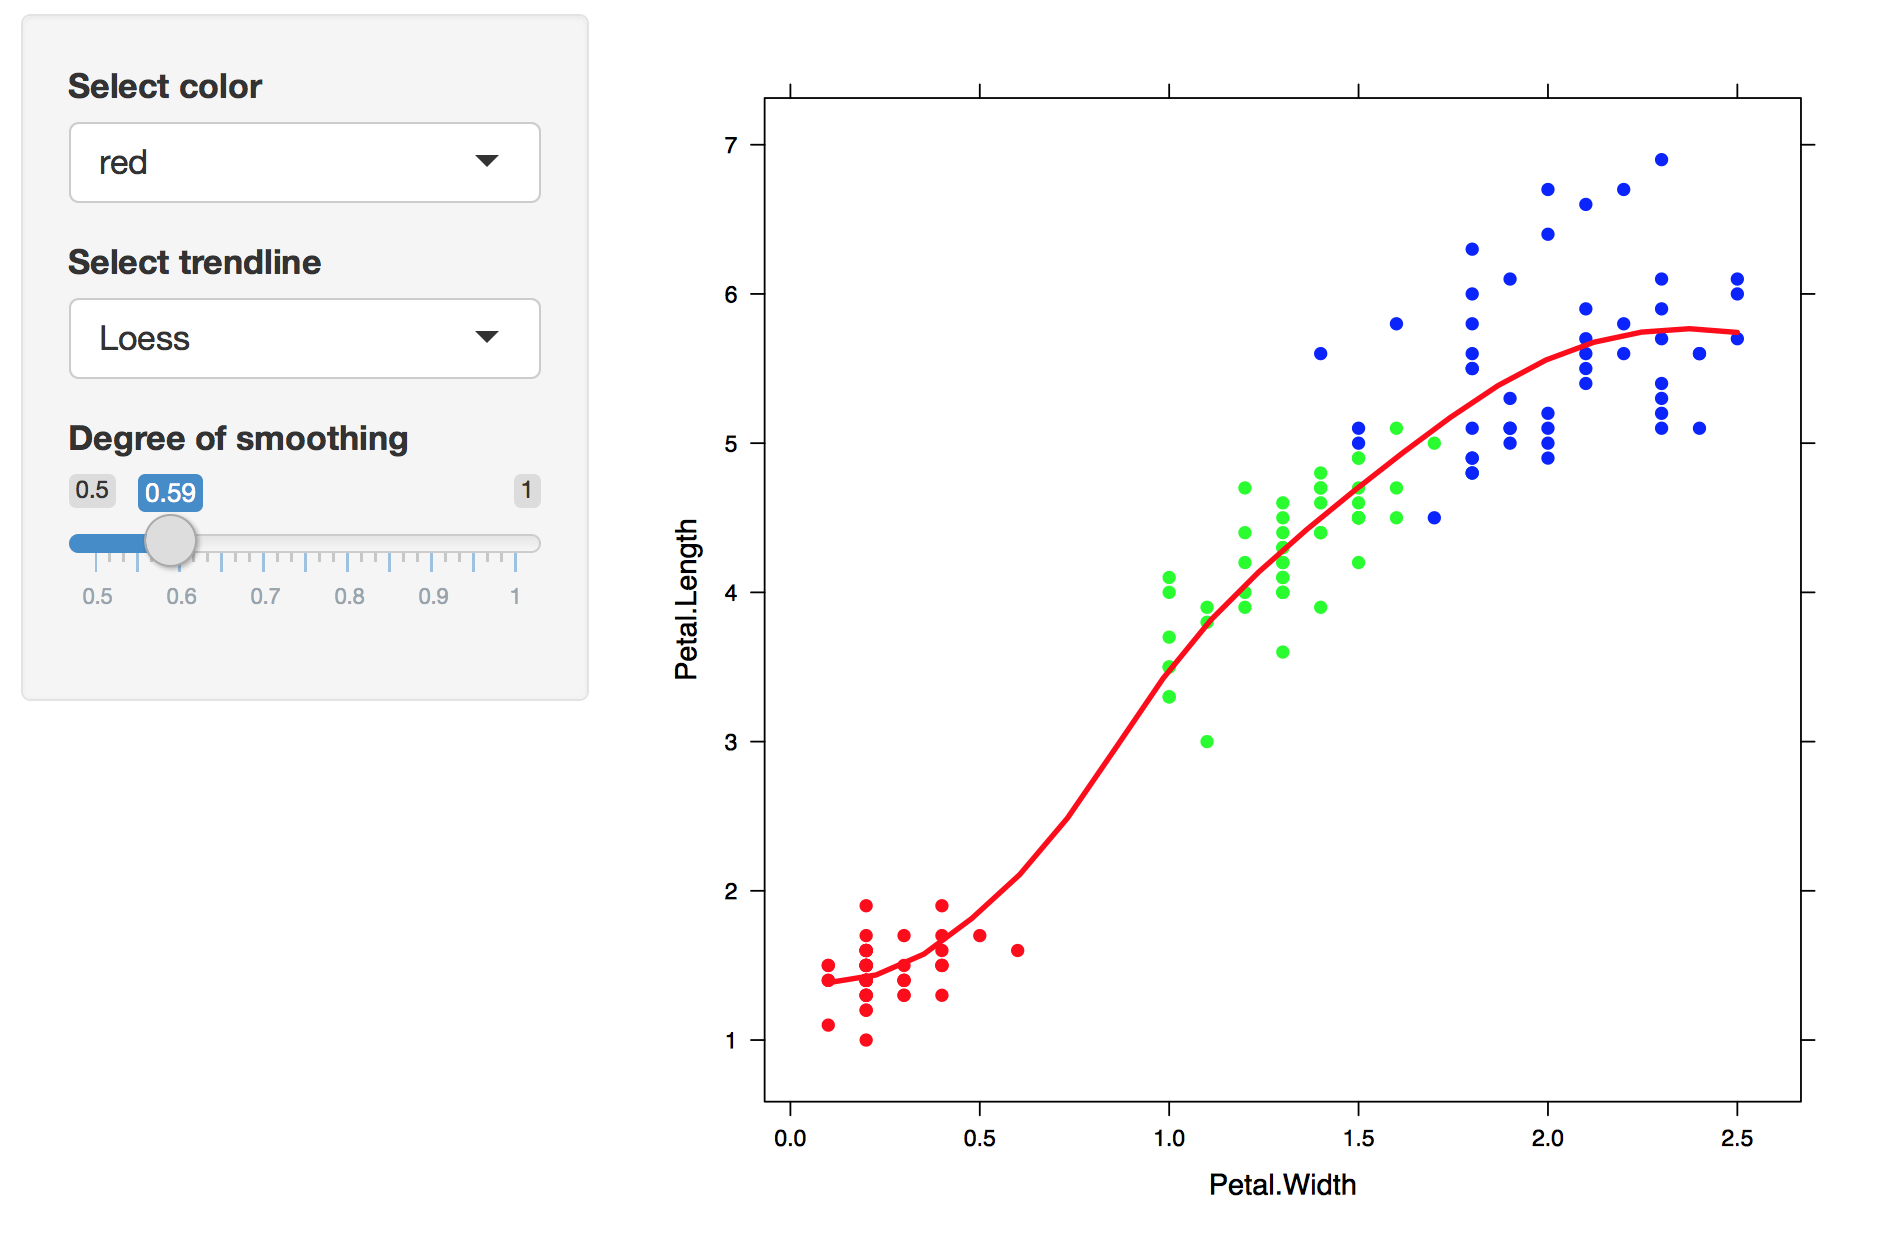 Select color
red
Select trendline
Loess
Degree of smoothing
0.5 0.59 1
0.5 0.6 0.7 0.8 0.9 1
7
6
5
4
3
2
1
Petal.Length
0.0 0.5 1.0 1.5 2.0 2.5
Petal.Width